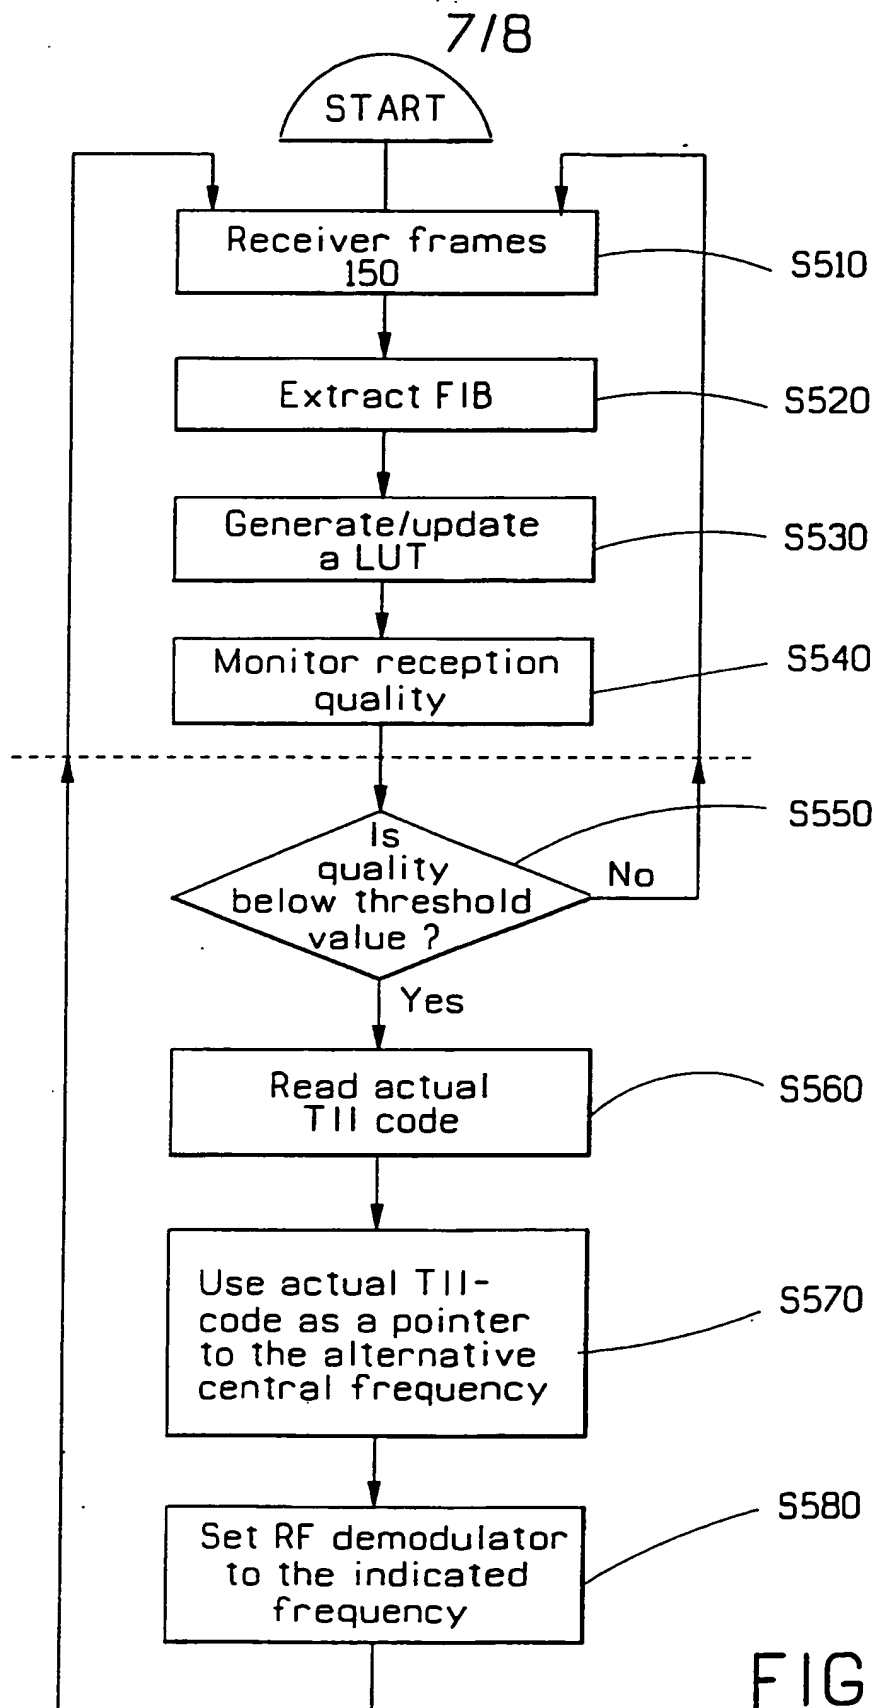 7/8
START
Receiver frames
150
S510
Extract FIB
S520
Generate/update
a LUT
S530
Monitor reception
quality
S540
Is
quality
below threshold
value ?
S550
No
Yes
Read actual
TII code
S560
Use actual TII-
code as a pointer
to the alternative
central frequency
S570
Set RF demodulator
to the indicated
frequency
S580
FIG